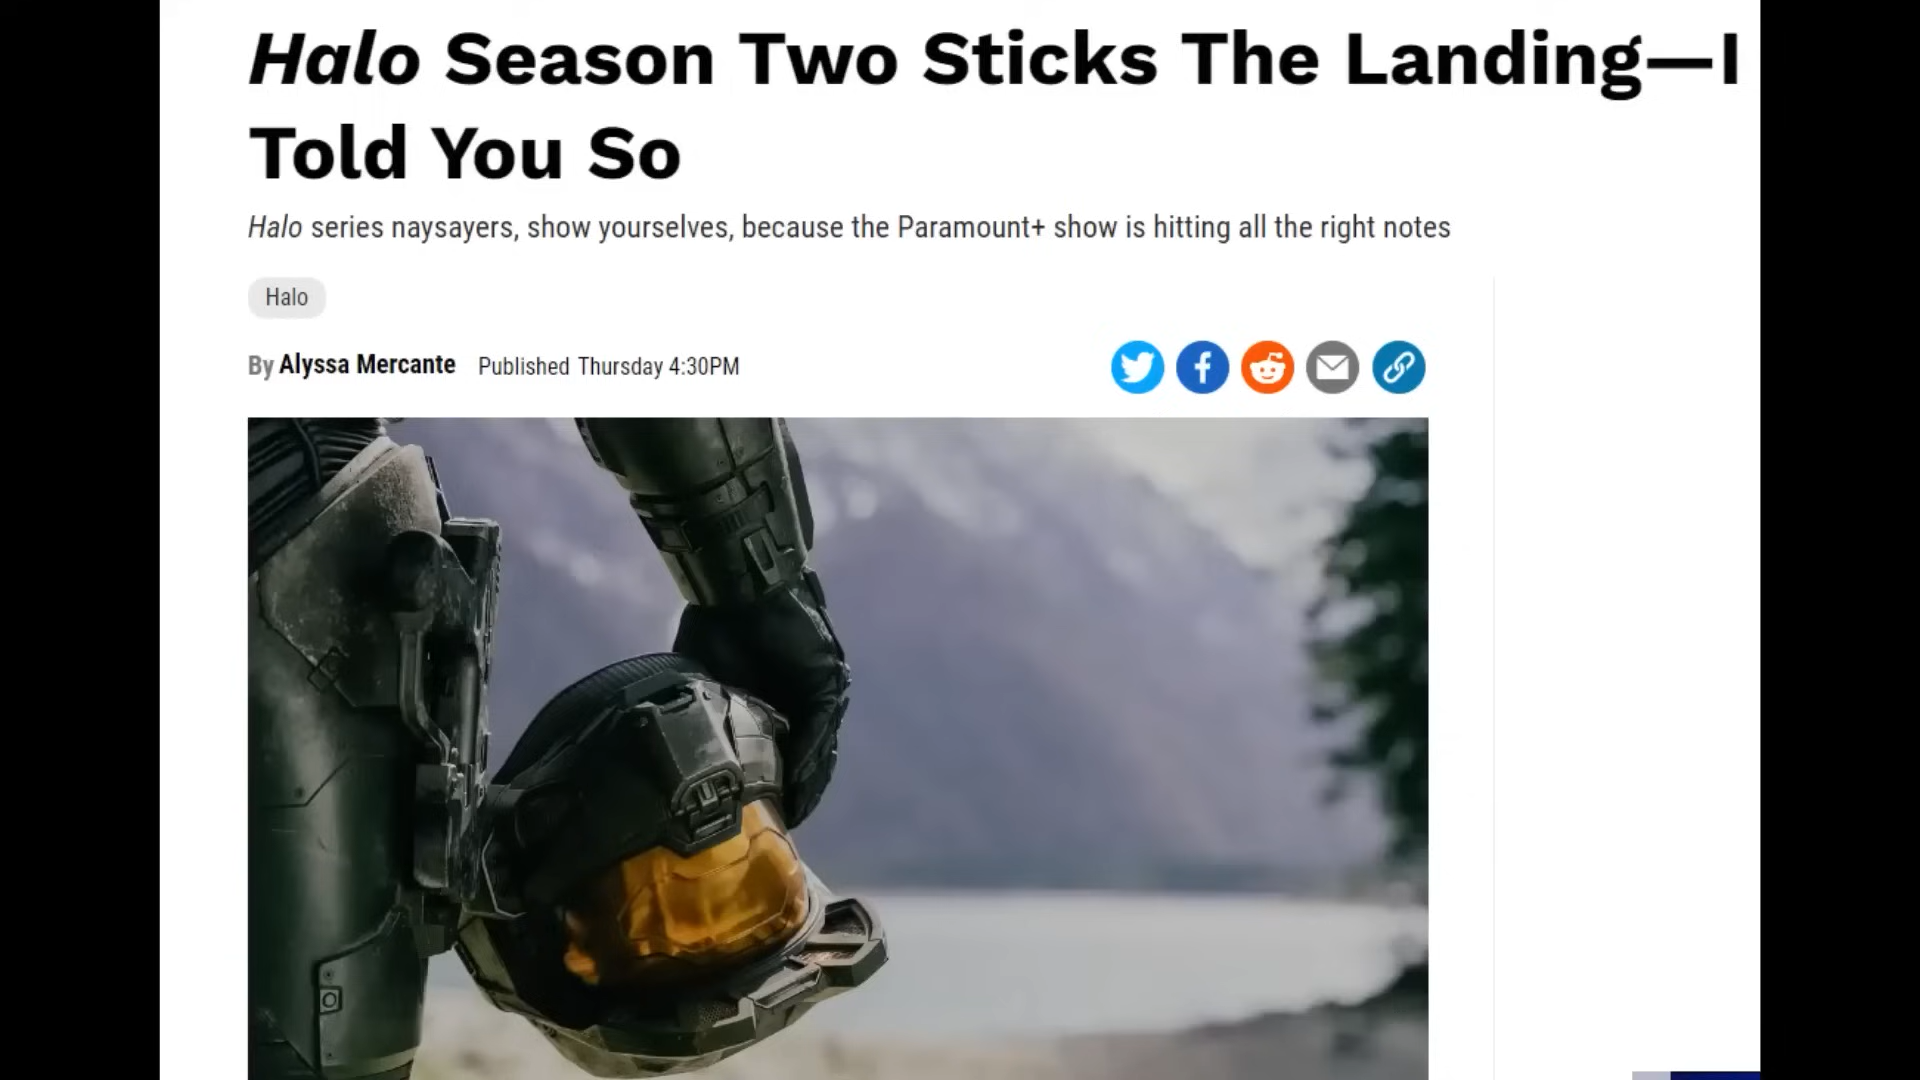 Halo Season Two Sticks The Landing—I
Told You So
Halo series naysayers, show yourselves, because the Paramount+ show is hitting all the right notes
Halo
By Alyssa Mercante Published Thursday 4:30PM